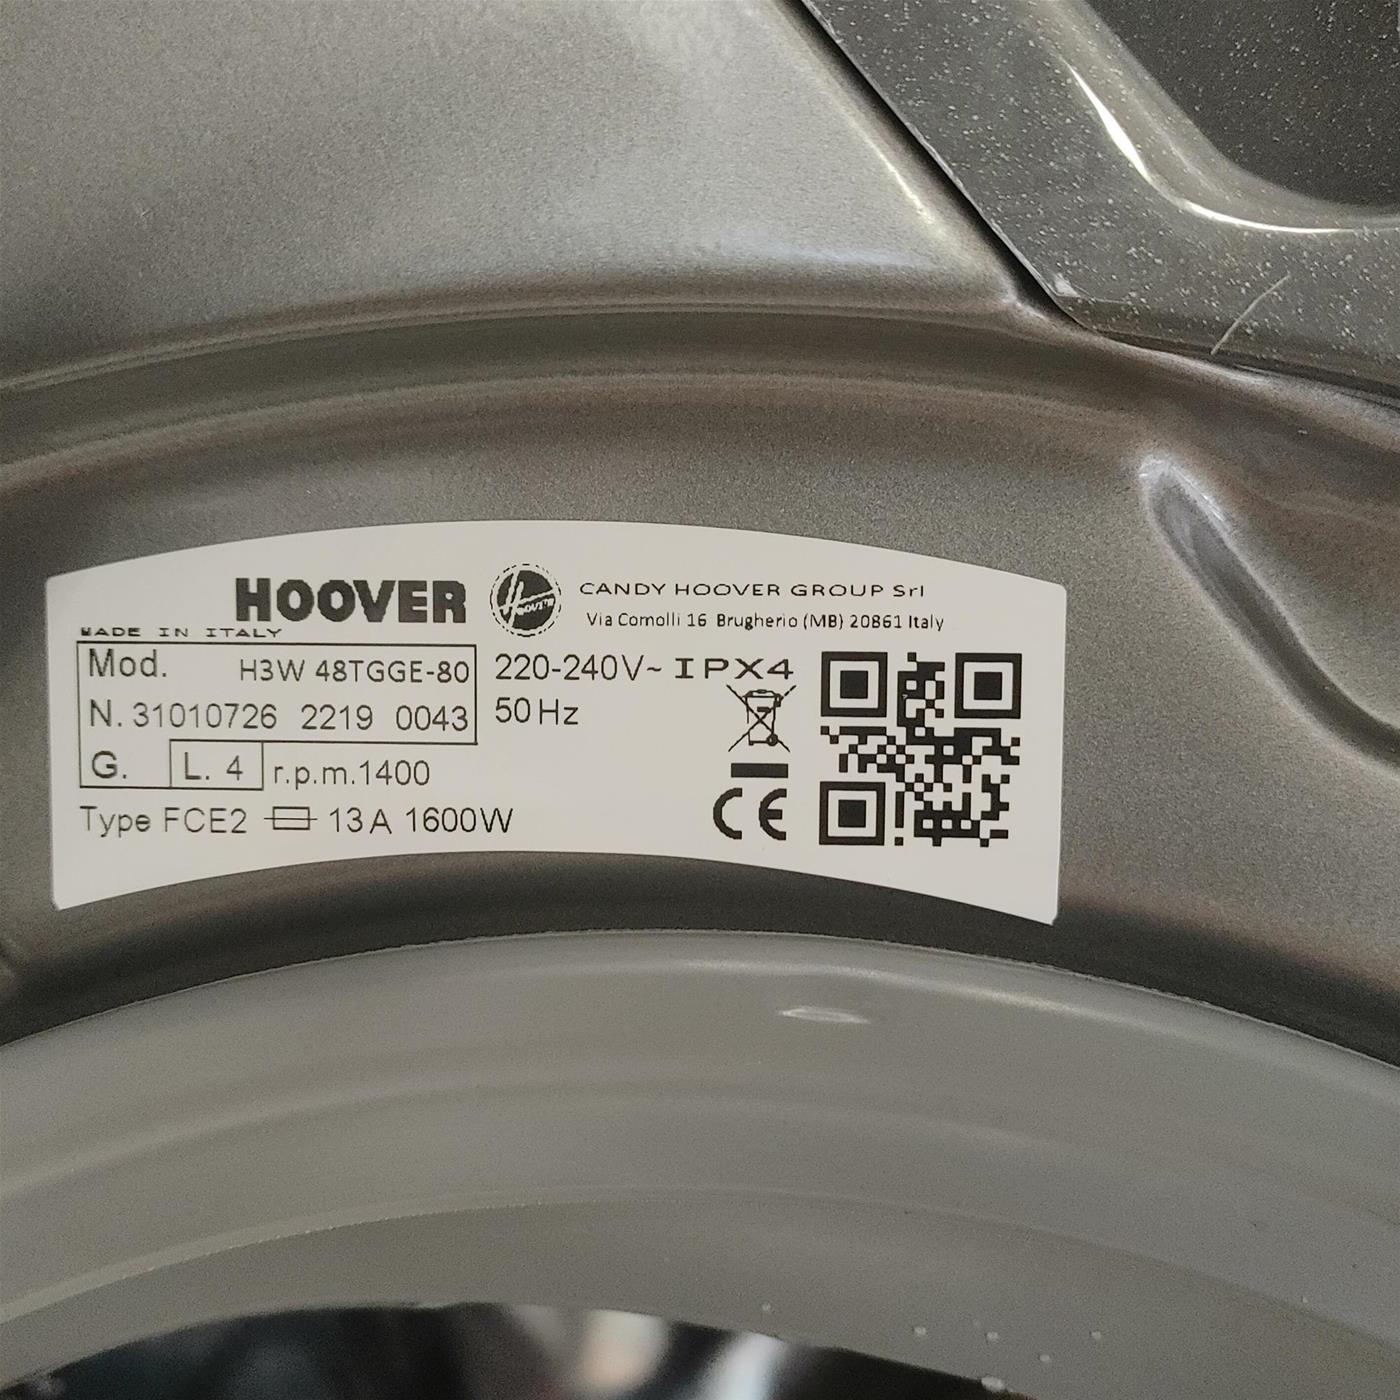 HOOVER
CANDY HOOVER GROUP Srl
Via Comolli 16 Brugherio (MB) 20861 Italy
MADE IN ITALY
Mod. H3W 48TGGE-80
220-240V~ IPX4
N. 31010726 2219 0043
50 Hz
G. L. 4 r.p.m.1400
Type FCE2 13A 1600W
CE